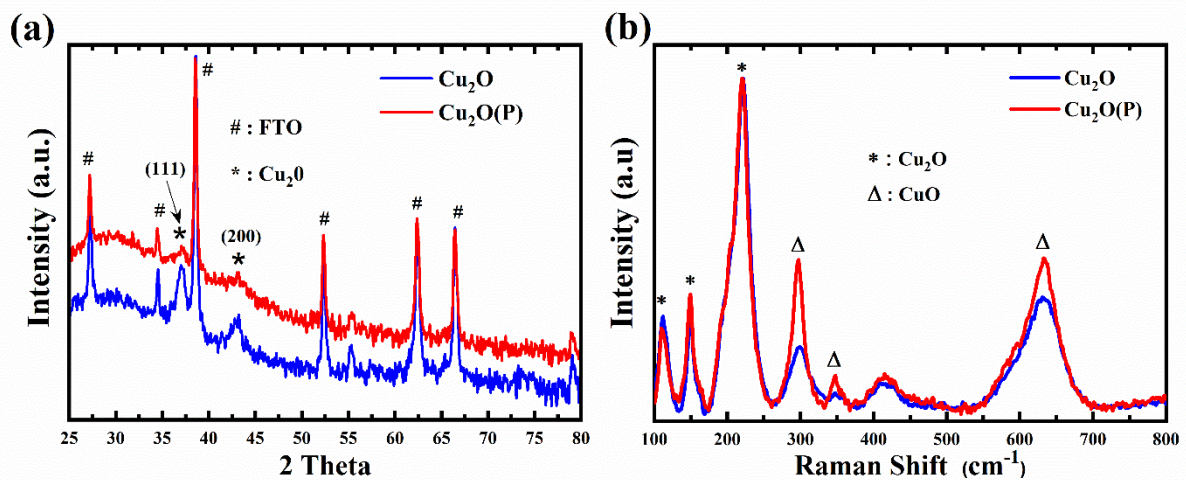 (a)
Intensity (a.u.)
#
(111)
*
#
#
(200)
*
#
#
#
Cu₂O
Cu₂O(P)
# : FTO
* : Cu₂0
25 30 35 40 45 50 55 60 65 70 75 80
2 Theta
(b)
Intensity (a.u)
*
*
*
Δ
Δ
Δ
Cu₂O
Cu₂O(P)
* : Cu₂O
Δ : CuO
100 200 300 400 500 600 700 800
Raman Shift (cm⁻¹)